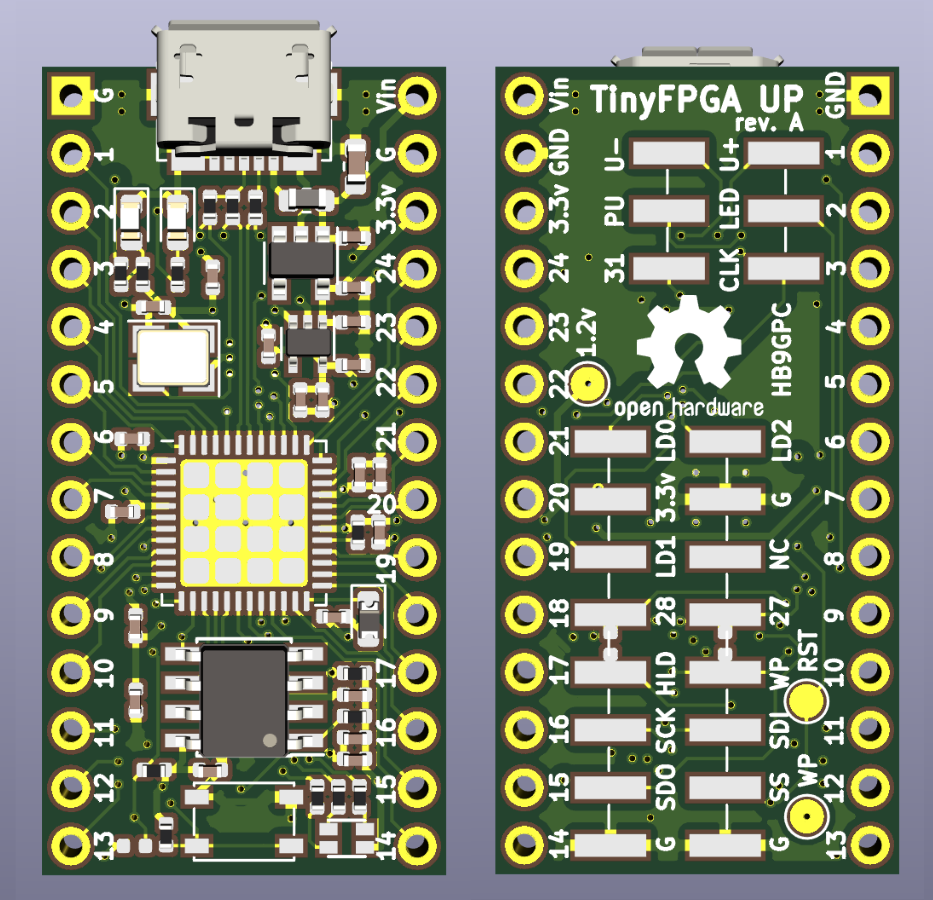 G Vin
1 G
2 3.3v
3 24
4 23
5 22
6 21
7 20
8 19
9
10 17
11 16
12 15
13 14
Vin TinyFPGA UP GND
rev. A
GND U- U+ 1
3.3v PU LED 2
24 31 CLK 3
23 1.2v HB9GPC 4
22 5
open hardware
21 LD0 LD2 6
20 3.3v G 7
19 LD1 NC 8
18 28 27 9
17 HLD WP RST 10
16 SCK SDI 11
15 SDO SS WP 12
14 G G 13